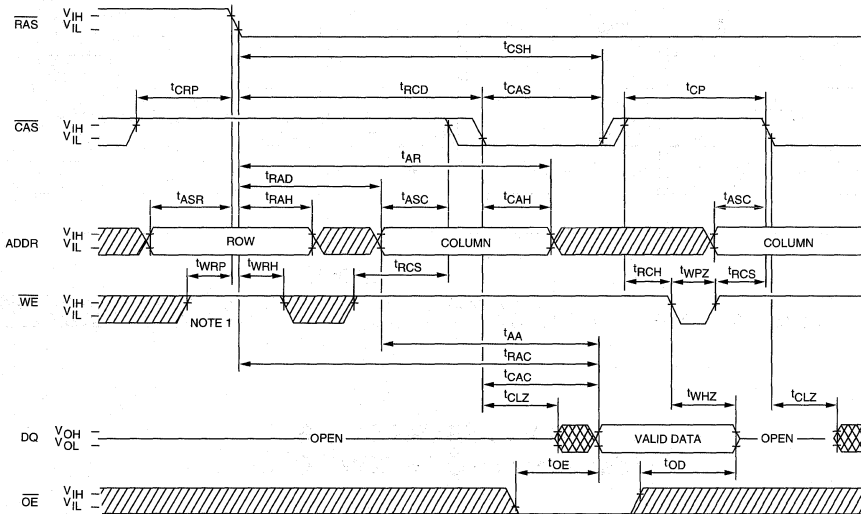 RAS VIH
VIL
tCSH
tCRP tRCD tCAS tCP
CAS VIH
VIL
tAR
tRAD
tASR tRAH tASC tCAH tASC
ADDR VIH
VIL
ROW COLUMN COLUMN
tWRP tWRH tRCS tRCH tWPZ tRCS
WE VIH
VIL
NOTE 1
tAA
tRAC
tCAC
tCLZ tWHZ tCLZ
DQ VOH
VOL
OPEN VALID DATA OPEN
tOE tOD
OE VIH
VIL